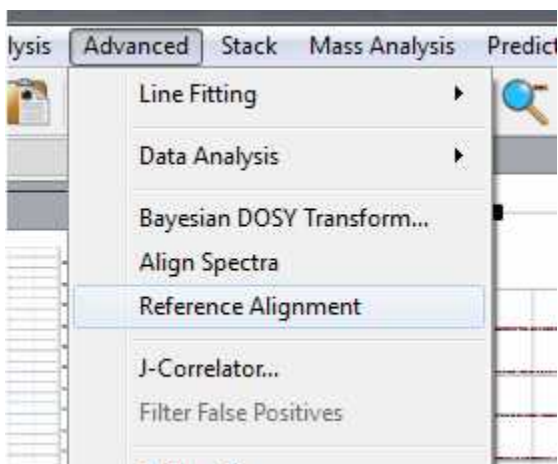 lysis Advanced Stack Mass Analysis Predict
Line Fitting
Data Analysis
Bayesian DOSY Transform...
Align Spectra
Reference Alignment
J-Correlator...
Filter False Positives